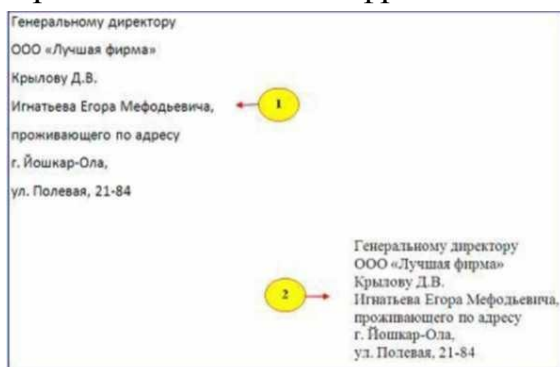 Генеральному директору
ООО «Лучшая фирма»
Крылову Д.В.
Игнатьева Егора Мефодьевича,
1
проживающего по адресу
г. Йошкар-Ола,
ул. Полевая, 21-84
Генеральному директору
ООО «Лучшая фирма»
Крылову Д.В.
2
Игнатьева Егора Мефодьевича,
проживающего по адресу
г. Йошкар-Ола,
ул. Полевая, 21-84